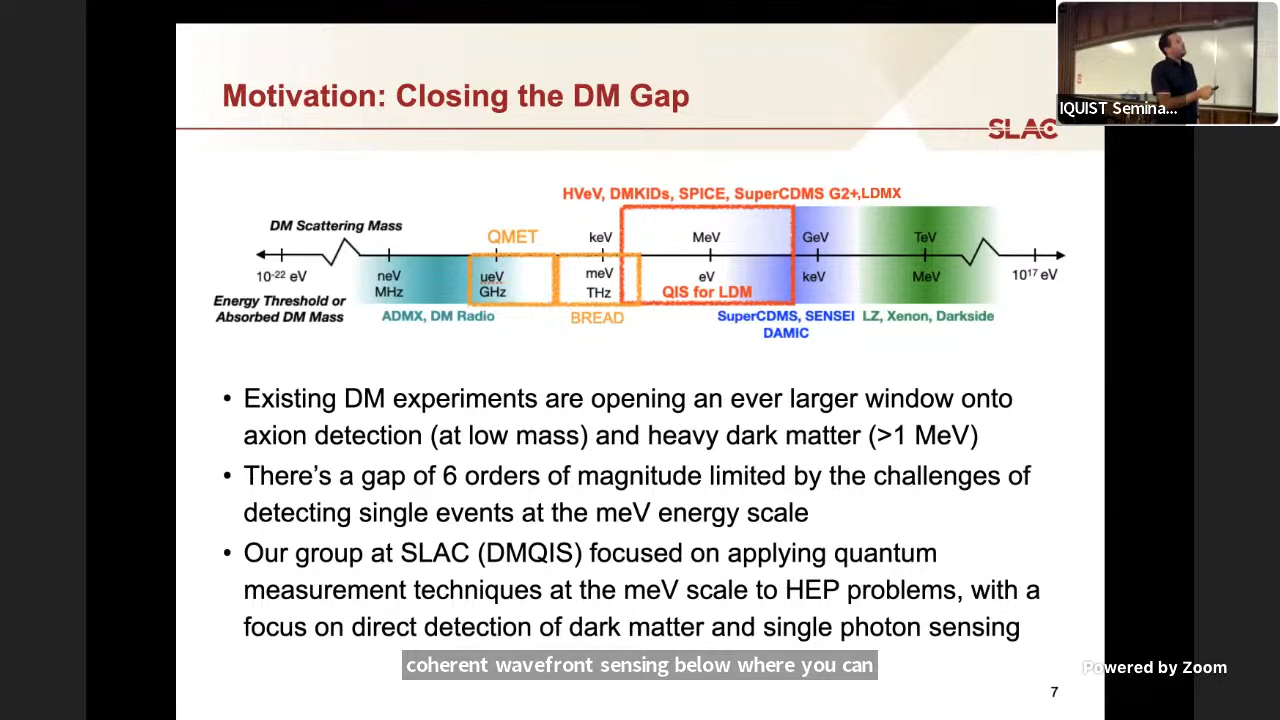 Motivation: Closing the DM Gap
IQUIST Semina...
SLAC
HVeV, DMKIDs, SPICE, SuperCDMS G2+,LDMX
DM Scattering Mass
QMET
keV
MeV
GeV
TeV
10-22 eV
neV
ueV
meV
eV
keV
MeV
10¹⁷ eV
MHz
GHz
THz
QIS for LDM
Energy Threshold or
Absorbed DM Mass
ADMX, DM Radio
BREAD
SuperCDMS, SENSEI
DAMIC
LZ, Xenon, Darkside
• Existing DM experiments are opening an ever larger window onto
axion detection (at low mass) and heavy dark matter (>1 MeV)
• There's a gap of 6 orders of magnitude limited by the challenges of
detecting single events at the meV energy scale
• Our group at SLAC (DMQIS) focused on applying quantum
measurement techniques at the meV scale to HEP problems, with a
focus on direct detection of dark matter and single photon sensing
coherent wavefront sensing below where you can
Powered by Zoom
7